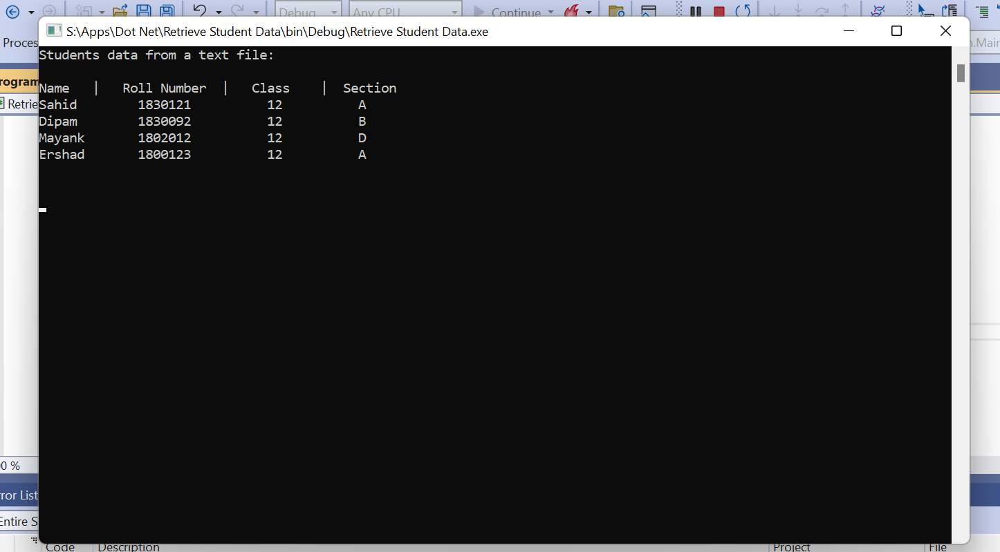 Debug Any CPU Continue
S:\Apps\Dot Net\Retrieve Student Data\bin\Debug\Retrieve Student Data.exe
Proces .Main
Students data from a text file:
rogram
Name | Roll Number | Class | Section
Retrie
Sahid 1830121 12 A
Dipam 1830092 12 B
Mayank 1802012 12 D
Ershad 1800123 12 A
0 %
ror List
Entire S
Code Description Project File